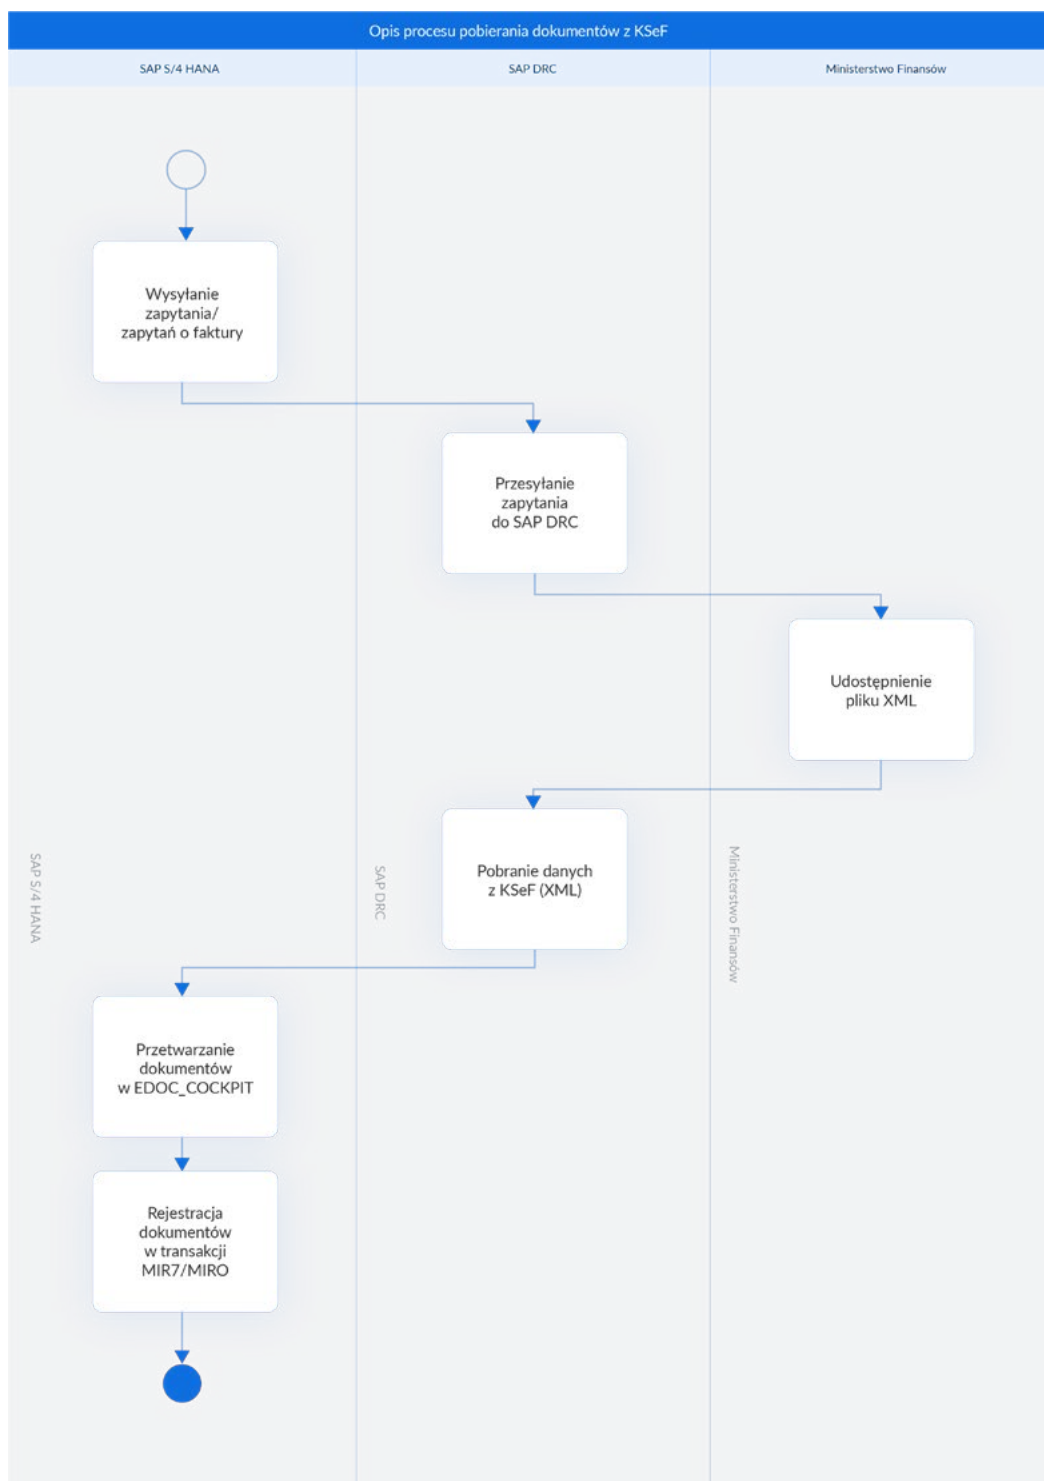 Opis procesu pobierania dokumentów z KSeF
SAP S/4 HANA
SAP DRC
Ministerstwo Finansów
Wysyłanie
zapytania/
zapytań o faktury
Przesyłanie
zapytania
do SAP DRC
Udostępnienie
pliku XML
Pobranie danych
z KSeF (XML)
SAP S/4 HANA
SAP DRC
Ministerstwo Finansów
Przetwarzanie
dokumentów
w EDOC_COCKPIT
Rejestracja
dokumentów
w transakcji
MIR7/MIRO